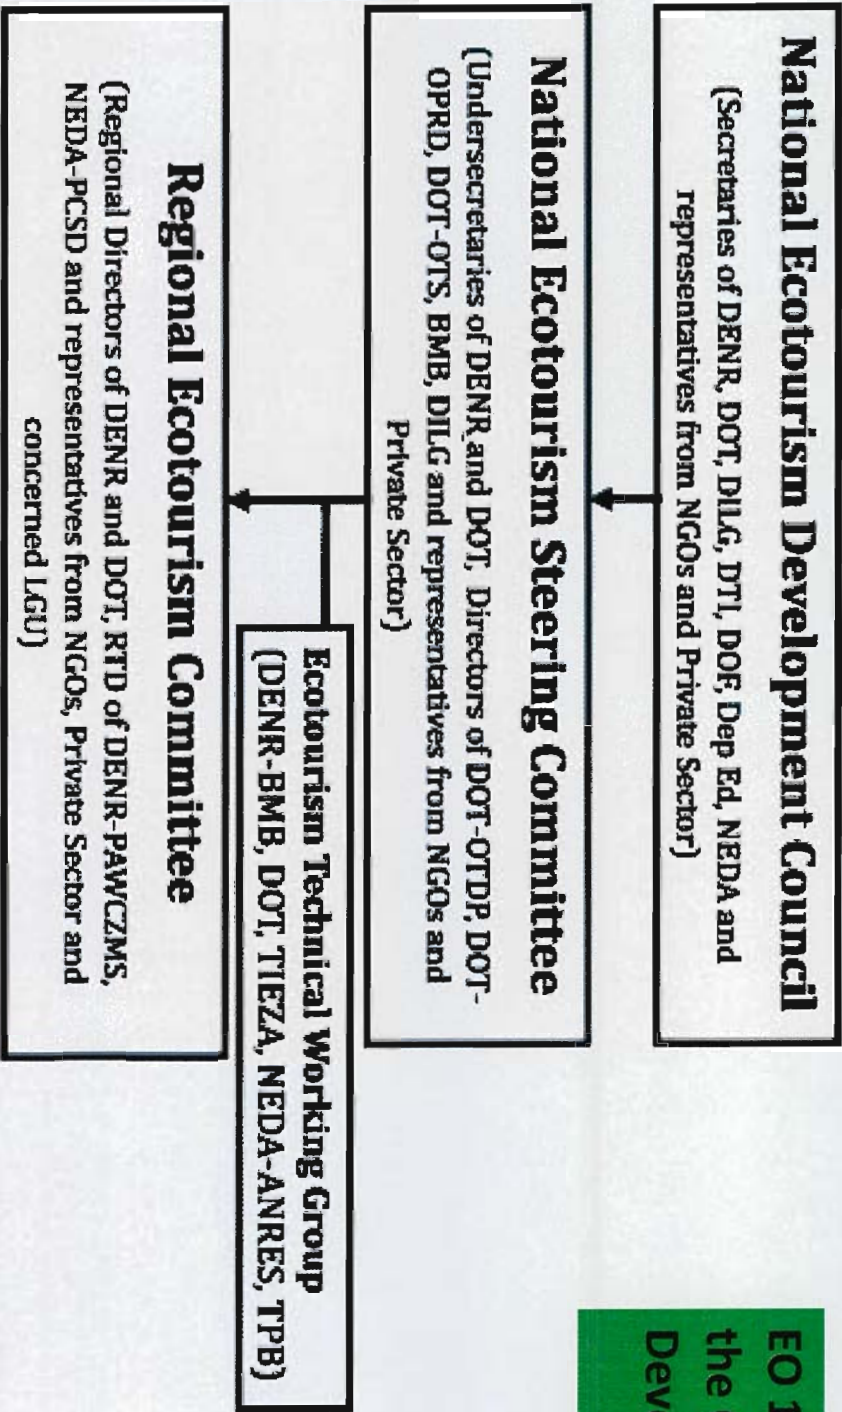 National Ecotourism Development Council
(Secretaries of DENR, DOT, DILG, DTI, DOF, Dep Ed, NEDA and
representatives from NGOs and Private Sector)
National Ecotourism Steering Committee
(Undersecretaries of DENR and DOT, Directors of DOT-OTDP, DOT-
OPRD, DOT-OTS, BMB, DILG and representatives from NGOs and
Private Sector)
Ecotourism Technical Working Group
(DENR-BMB, DOT, TIEZA, NEDA-ANRES, TPB)
Regional Ecotourism Committee
(Regional Directors of DENR and DOT, RTD of DENR-PAWCZMS,
NEDA-PCSD and representatives from NGOs, Private Sector and
concerned LGU)
EO 1
the
Deve